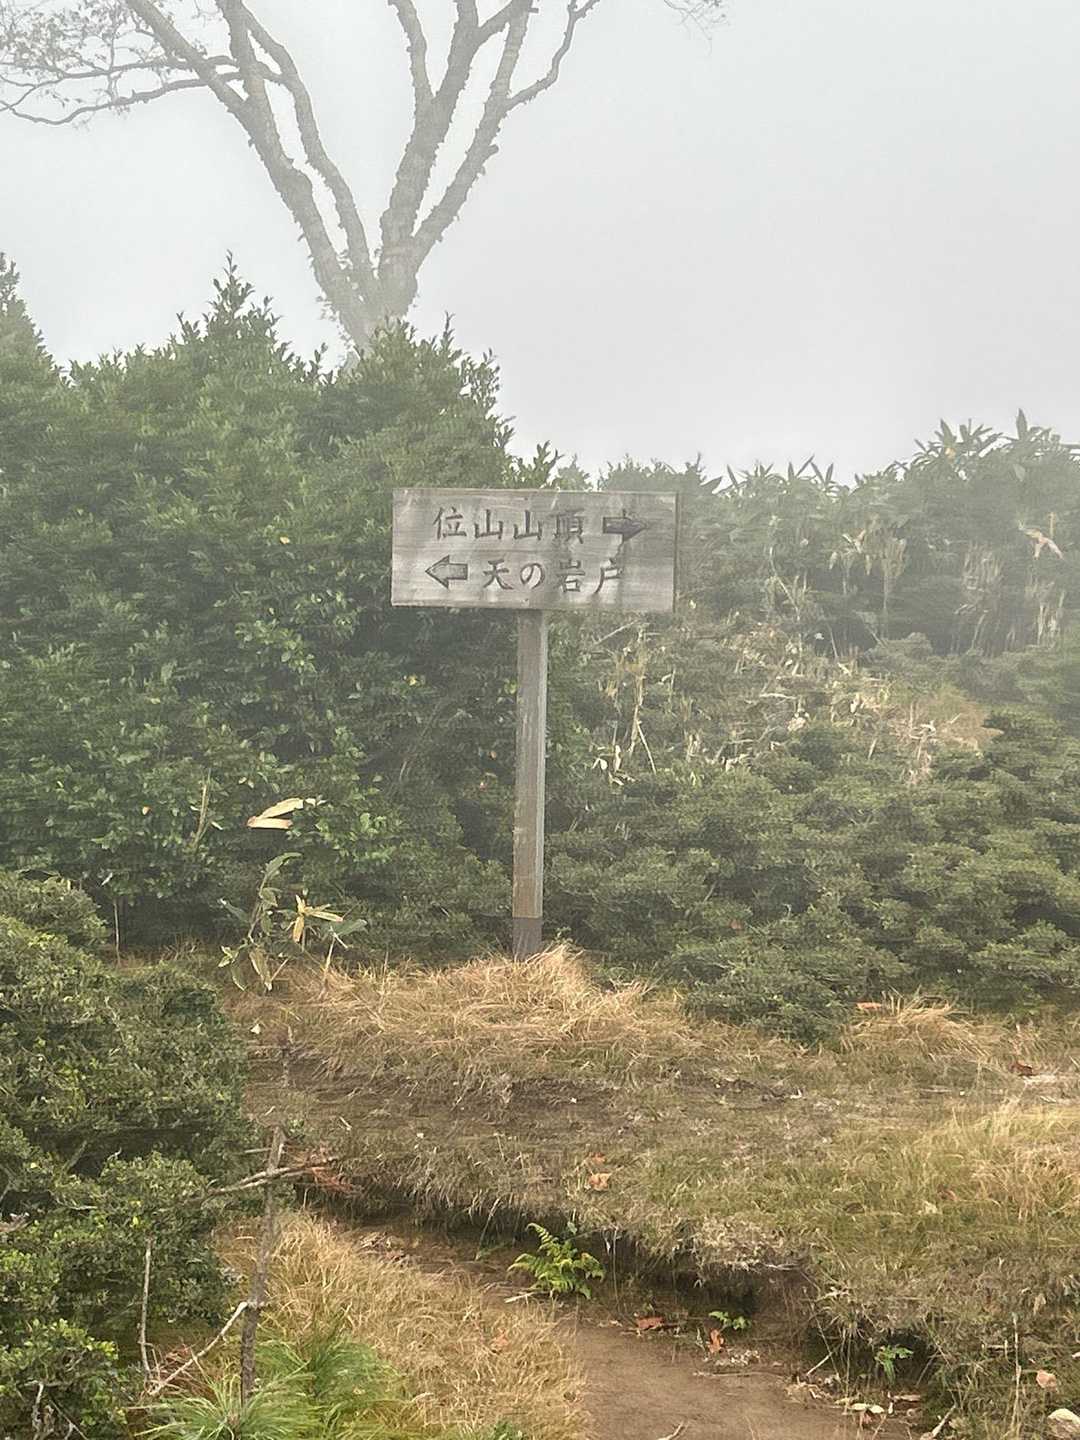 位山山頂 →
← 天の岩戸